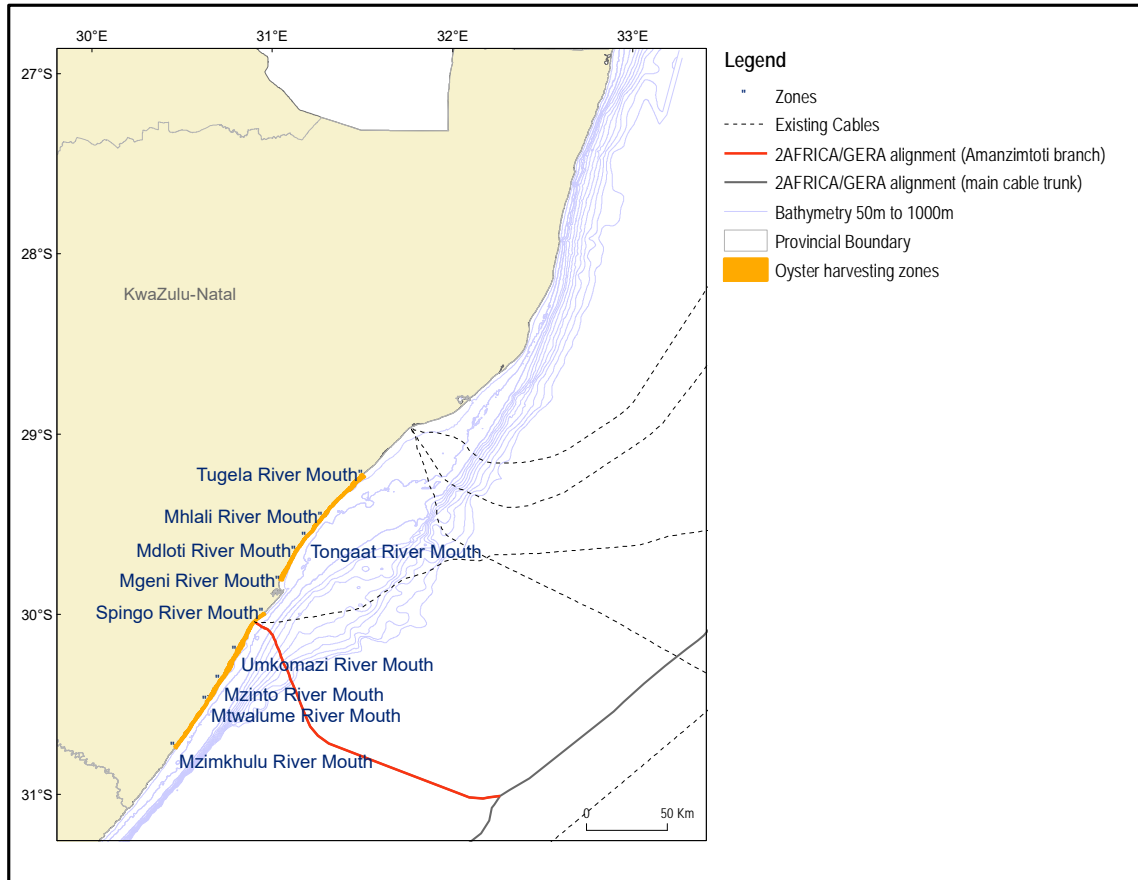 30°E
31°E
32°E
33°E
27°S
28°S
29°S
30°S
31°S
KwaZulu-Natal
Tugela River Mouth
Mhlali River Mouth
Mdloti River Mouth
Tongaat River Mouth
Mgeni River Mouth
Spingo River Mouth
Umkomazi River Mouth
Mzinto River Mouth
Mtwalume River Mouth
Mzimkhulu River Mouth
0 50 Km
Legend
" Zones
Existing Cables
2AFRICA/GERA alignment (Amanzimtoti branch)
2AFRICA/GERA alignment (main cable trunk)
Bathymetry 50m to 1000m
Provincial Boundary
Oyster harvesting zones